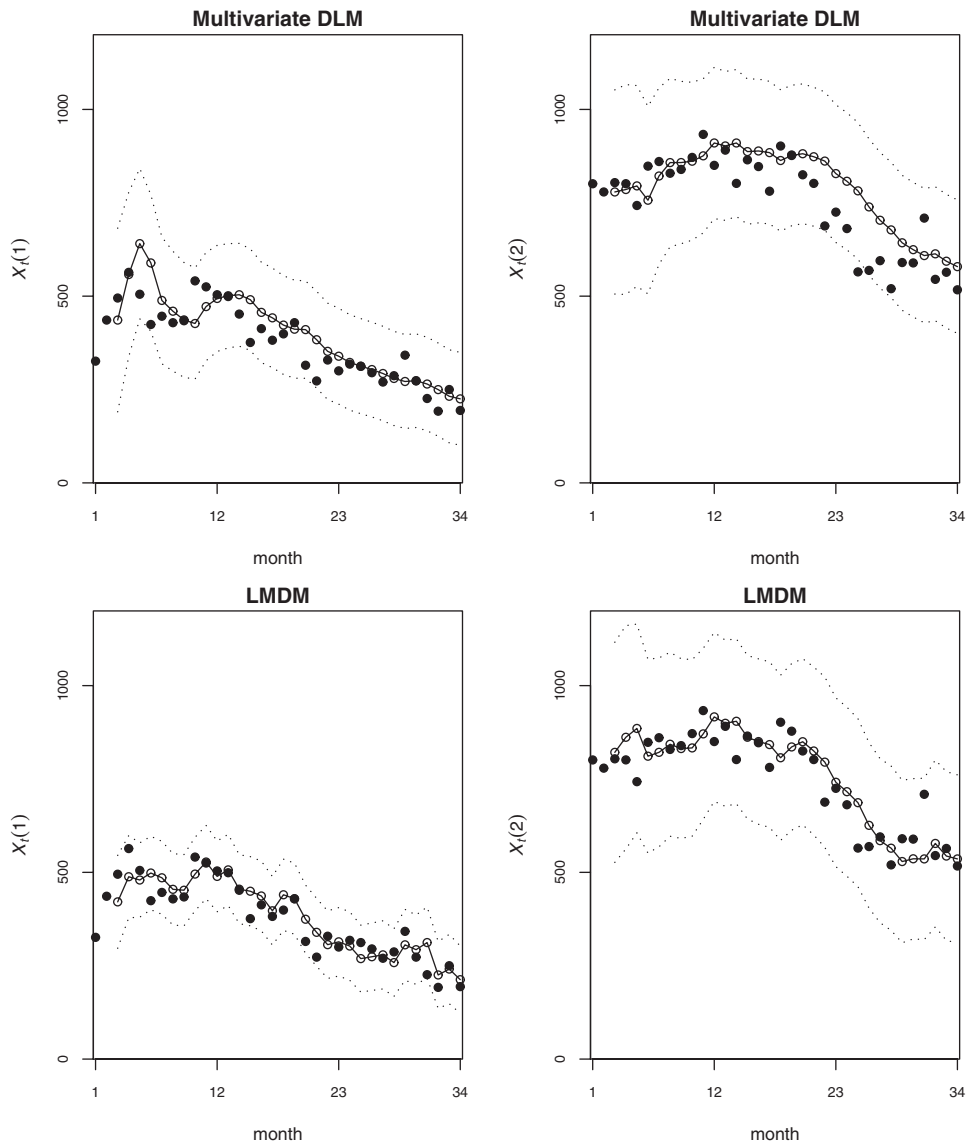 Multivariate DLM
X_t(1)
1000
500
0
1 12 23 34
month
Multivariate DLM
X_t(2)
1000
500
0
1 12 23 34
month
LMDM
X_t(1)
1000
500
0
1 12 23 34
month
LMDM
X_t(2)
1000
500
0
1 12 23 34
month